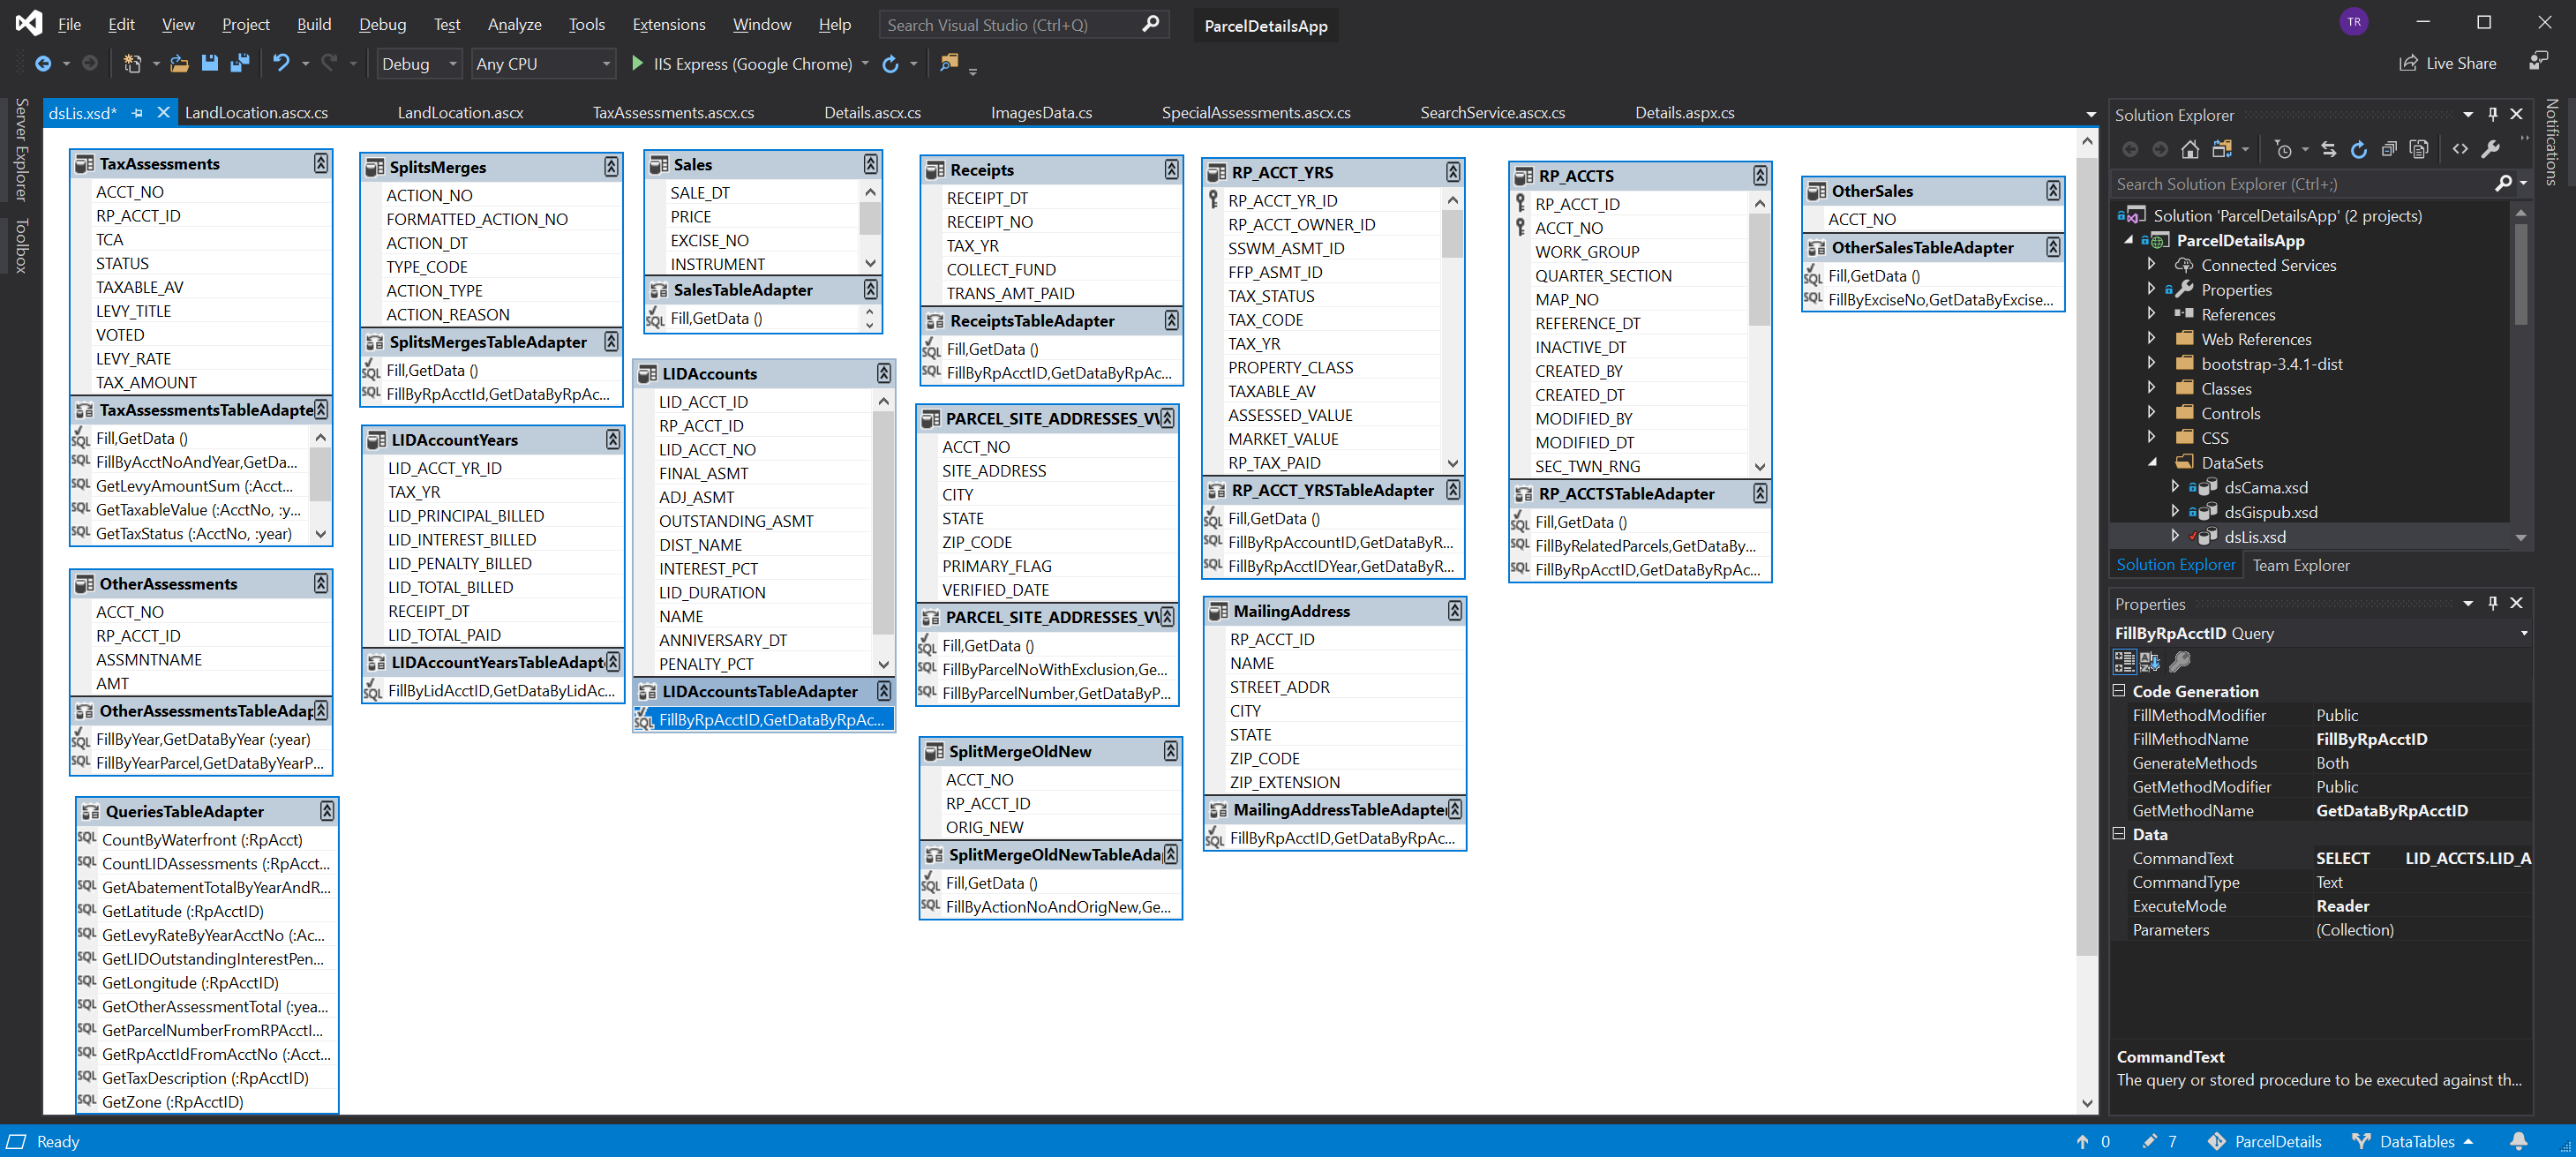 File Edit View Project Build Debug Test Analyze Tools Extensions Window Help Search Visual Studio (Ctrl+Q) ParcelDetailsApp TR
Debug Any CPU IIS Express (Google Chrome) Live Share
Server Explorer
Toolbox
dsLis.xsd* LandLocation.ascx.cs LandLocation.ascx TaxAssessments.ascx.cs Details.ascx.cs ImagesData.cs SpecialAssessments.ascx.cs SearchService.ascx.cs Details.aspx.cs
TaxAssessments
ACCT_NO
RP_ACCT_ID
TCA
STATUS
TAXABLE_AV
LEVY_TITLE
VOTED
LEVY_RATE
TAX_AMOUNT
TaxAssessmentsTableAdapte
Fill,GetData ()
FillByAcctNoAndYear,GetDa...
GetLevyAmountSum (:Acct...
GetTaxableValue (:AcctNo, :y...
GetTaxStatus (:AcctNo, :year)
OtherAssessments
ACCT_NO
RP_ACCT_ID
ASSMNTNAME
AMT
OtherAssessmentsTableAdap
FillByYear,GetDataByYear (:year)
FillByYearParcel,GetDataByYearP...
QueriesTableAdapter
CountByWaterfront (:RpAcct)
CountLIDAssessments (:RpAcct...
GetAbatementTotalByYearAndR...
GetLatitude (:RpAcctID)
GetLevyRateByYearAcctNo (:Ac...
GetLIDOutstandingInterestPen...
GetLongitude (:RpAcctID)
GetOtherAssessmentTotal (:yea...
GetParcelNumberFromRPAcctI...
GetRpAcctIdFromAcctNo (:Acct...
GetTaxDescription (:RpAcctID)
GetZone (:RpAcctID)
SplitsMerges
ACTION_NO
FORMATTED_ACTION_NO
ACTION_DT
TYPE_CODE
ACTION_TYPE
ACTION_REASON
SplitsMergesTableAdapter
Fill,GetData ()
FillByRpAcctId,GetDataByRpAc...
LIDAccountYears
LID_ACCT_YR_ID
TAX_YR
LID_PRINCIPAL_BILLED
LID_INTEREST_BILLED
LID_PENALTY_BILLED
LID_TOTAL_BILLED
RECEIPT_DT
LID_TOTAL_PAID
LIDAccountYearsTableAdapt
FillByLidAcctID,GetDataByLidAc...
Sales
SALE_DT
PRICE
EXCISE_NO
INSTRUMENT
SalesTableAdapter
Fill,GetData ()
LIDAccounts
LID_ACCT_ID
RP_ACCT_ID
LID_ACCT_NO
FINAL_ASMT
ADJ_ASMT
OUTSTANDING_ASMT
DIST_NAME
INTEREST_PCT
LID_DURATION
NAME
ANNIVERSARY_DT
PENALTY_PCT
LIDAccountsTableAdapter
FillByRpAcctID,GetDataByRpAc...
Receipts
RECEIPT_DT
RECEIPT_NO
TAX_YR
COLLECT_FUND
TRANS_AMT_PAID
ReceiptsTableAdapter
Fill,GetData ()
FillByRpAcctID,GetDataByRpAc...
PARCEL_SITE_ADDRESSES_V
ACCT_NO
SITE_ADDRESS
CITY
STATE
ZIP_CODE
PRIMARY_FLAG
VERIFIED_DATE
PARCEL_SITE_ADDRESSES_V
Fill,GetData ()
FillByParcelNoWithExclusion,Ge...
FillByParcelNumber,GetDataByP...
SplitMergeOldNew
ACCT_NO
RP_ACCT_ID
ORIG_NEW
SplitMergeOldNewTableAda
Fill,GetData ()
FillByActionNoAndOrigNew,Ge...
RP_ACCT_YRS
RP_ACCT_YR_ID
RP_ACCT_OWNER_ID
SSWM_ASMT_ID
FFP_ASMT_ID
TAX_STATUS
TAX_CODE
TAX_YR
PROPERTY_CLASS
TAXABLE_AV
ASSESSED_VALUE
MARKET_VALUE
RP_TAX_PAID
RP_ACCT_YRSTableAdapter
Fill,GetData ()
FillByRpAccountID,GetDataByR...
FillByRpAcctIDYear,GetDataByR...
MailingAddress
RP_ACCT_ID
NAME
STREET_ADDR
CITY
STATE
ZIP_CODE
ZIP_EXTENSION
MailingAddressTableAdapter
FillByRpAcctID,GetDataByRpAc...
RP_ACCTS
RP_ACCT_ID
ACCT_NO
WORK_GROUP
QUARTER_SECTION
MAP_NO
REFERENCE_DT
INACTIVE_DT
CREATED_BY
CREATED_DT
MODIFIED_BY
MODIFIED_DT
SEC_TWN_RNG
RP_ACCTSTableAdapter
Fill,GetData ()
FillByRelatedParcels,GetDataBy...
FillByRpAcctID,GetDataByRpAc...
OtherSales
ACCT_NO
OtherSalesTableAdapter
Fill,GetData ()
FillByExciseNo,GetDataByExcise...
Solution Explorer
Search Solution Explorer (Ctrl+;)
Solution 'ParcelDetailsApp' (2 projects)
ParcelDetailsApp
Connected Services
Properties
References
Web References
bootstrap-3.4.1-dist
Classes
Controls
CSS
DataSets
dsCama.xsd
dsGispub.xsd
dsLis.xsd
Solution Explorer Team Explorer
Properties
FillByRpAcctID Query
Code Generation
FillMethodModifier Public
FillMethodName FillByRpAcctID
GenerateMethods Both
GetMethodModifier Public
GetMethodName GetDataByRpAcctID
Data
CommandText SELECT LID_ACCTS.LID_A
CommandType Text
ExecuteMode Reader
Parameters (Collection)
CommandText
The query or stored procedure to be executed against th...
Notifications
Ready 0 7 ParcelDetails DataTables